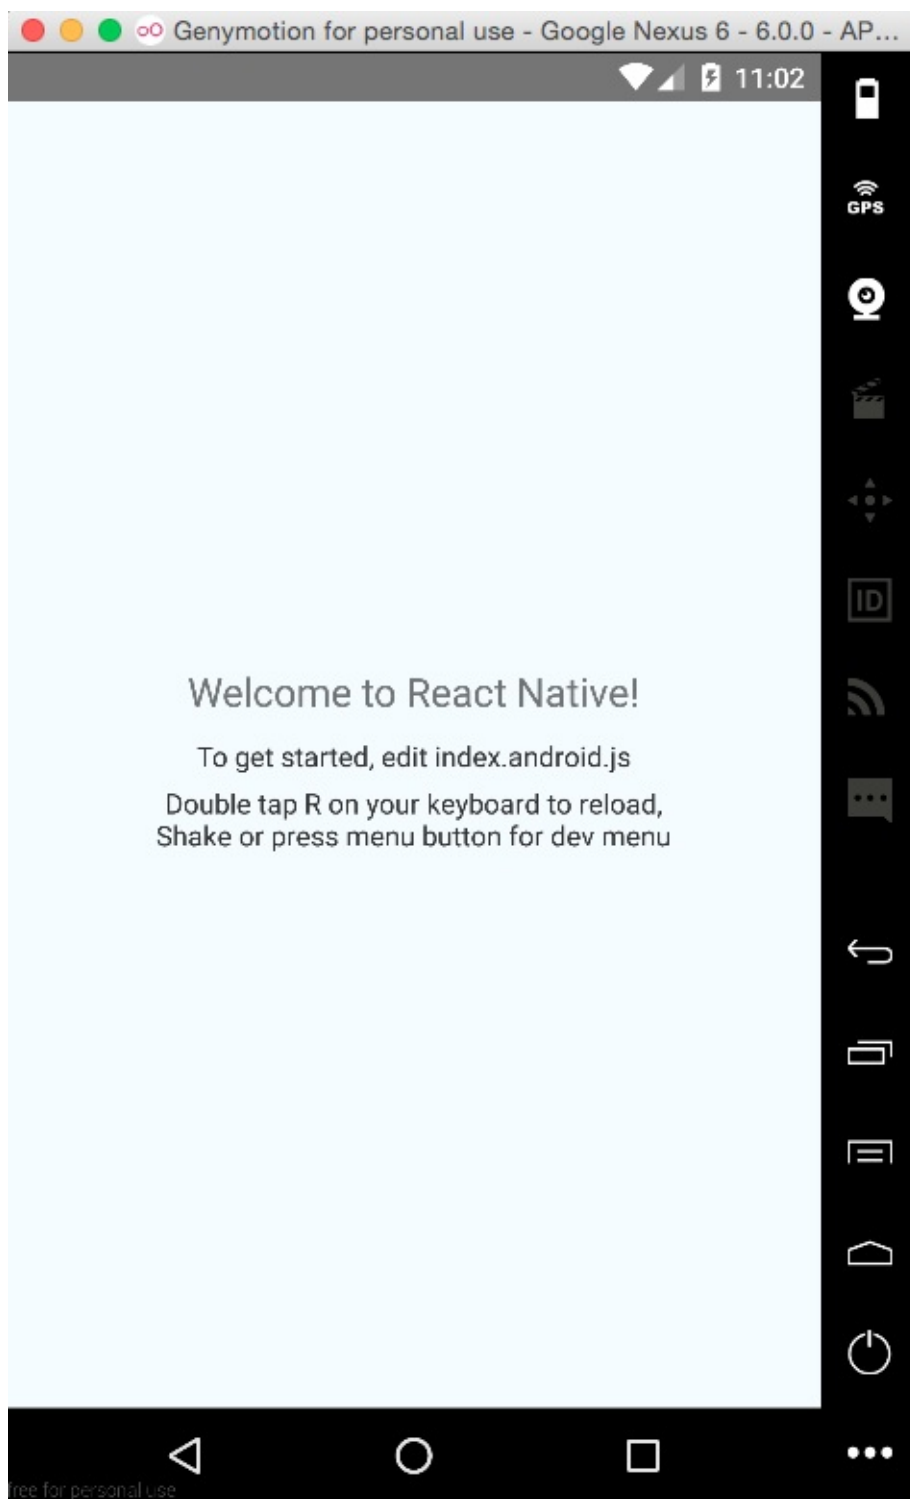 Genymotion for personal use - Google Nexus 6 - 6.0.0 - AP...
11:02
GPS
ID
Welcome to React Native!
To get started, edit index.android.js
Double tap R on your keyboard to reload,
Shake or press menu button for dev menu
free for personal use